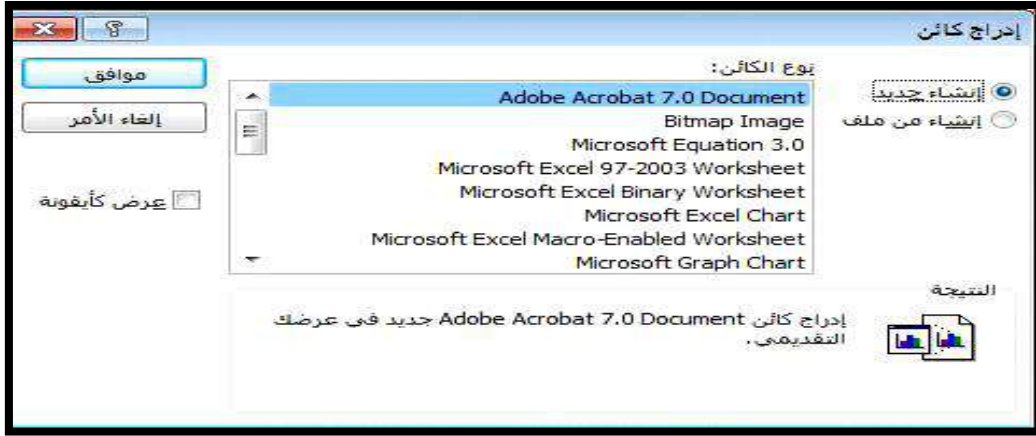 إدراج كائن
نوع الكائن:
إنشاء جديد
إنشاء من ملف
Adobe Acrobat 7.0 Document
Bitmap Image
Microsoft Equation 3.0
Microsoft Excel 97-2003 Worksheet
Microsoft Excel Binary Worksheet
Microsoft Excel Chart
Microsoft Excel Macro-Enabled Worksheet
Microsoft Graph Chart
موافق
إلغاء الأمر
عرض كأيقونة
النتيجة
إدراج كائن Adobe Acrobat 7.0 Document جديد في عرضك
التقديمي.